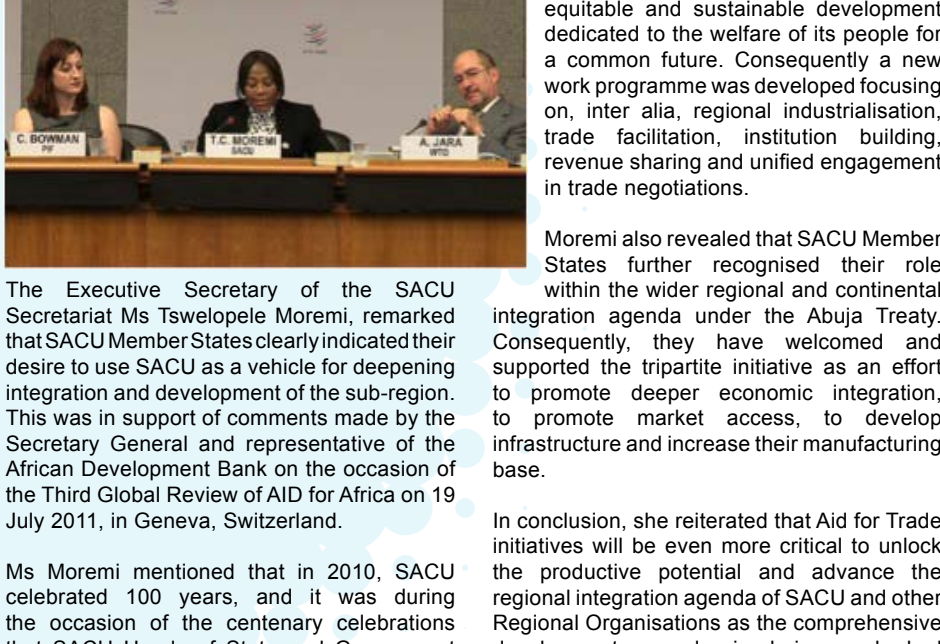 C. BOWMAN
PIF
T.C. MOREMI
SACU
A. JARA
WTO
The Executive Secretary of the SACU
Secretariat Ms Tswelopele Moremi, remarked
that SACU Member States clearly indicated their
desire to use SACU as a vehicle for deepening
integration and development of the sub-region.
This was in support of comments made by the
Secretary General and representative of the
African Development Bank on the occasion of
the Third Global Review of AID for Africa on 19
July 2011, in Geneva, Switzerland.
Ms Moremi mentioned that in 2010, SACU
celebrated 100 years, and it was during
the occasion of the centenary celebrations
equitable and sustainable development
dedicated to the welfare of its people for
a common future. Consequently a new
work programme was developed focusing
on, inter alia, regional industrialisation,
trade facilitation, institution building,
revenue sharing and unified engagement
in trade negotiations.
Moremi also revealed that SACU Member
States further recognised their role
within the wider regional and continental
integration agenda under the Abuja Treaty.
Consequently, they have welcomed and
supported the tripartite initiative as an effort
to promote deeper economic integration,
to promote market access, to develop
infrastructure and increase their manufacturing
base.
In conclusion, she reiterated that Aid for Trade
initiatives will be even more critical to unlock
the productive potential and advance the
regional integration agenda of SACU and other
Regional Organisations as the comprehensive